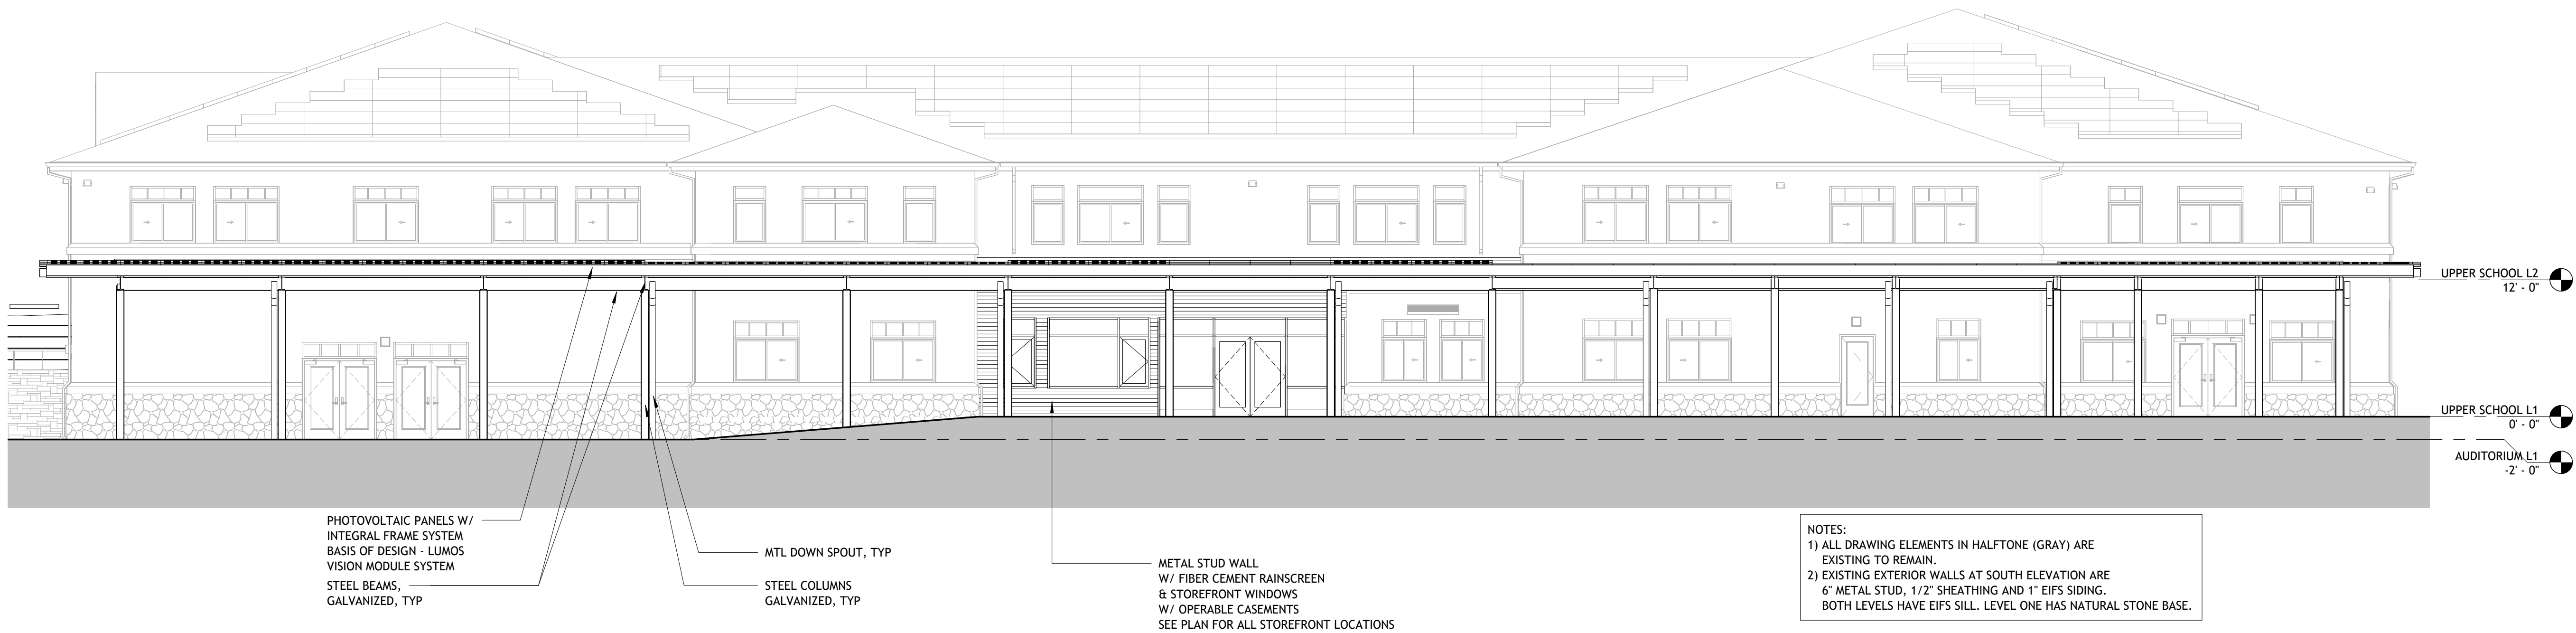 UPPER SCHOOL L2
12' - 0"
UPPER SCHOOL L1
0' - 0"
AUDITORIUM L1
-2' - 0"
PHOTOVOLTAIC PANELS W/
INTEGRAL FRAME SYSTEM
BASIS OF DESIGN - LUMOS
VISION MODULE SYSTEM
STEEL BEAMS,
GALVANIZED, TYP
MTL DOWN SPOUT, TYP
STEEL COLUMNS
GALVANIZED, TYP
METAL STUD WALL
W/ FIBER CEMENT RAINSCREEN
& STOREFRONT WINDOWS
W/ OPERABLE CASEMENTS
SEE PLAN FOR ALL STOREFRONT LOCATIONS
NOTES:
1) ALL DRAWING ELEMENTS IN HALFTONE (GRAY) ARE
EXISTING TO REMAIN.
2) EXISTING EXTERIOR WALLS AT SOUTH ELEVATION ARE
6" METAL STUD, 1/2" SHEATHING AND 1" EIFS SIDING.
BOTH LEVELS HAVE EIFS SILL. LEVEL ONE HAS NATURAL STONE BASE.